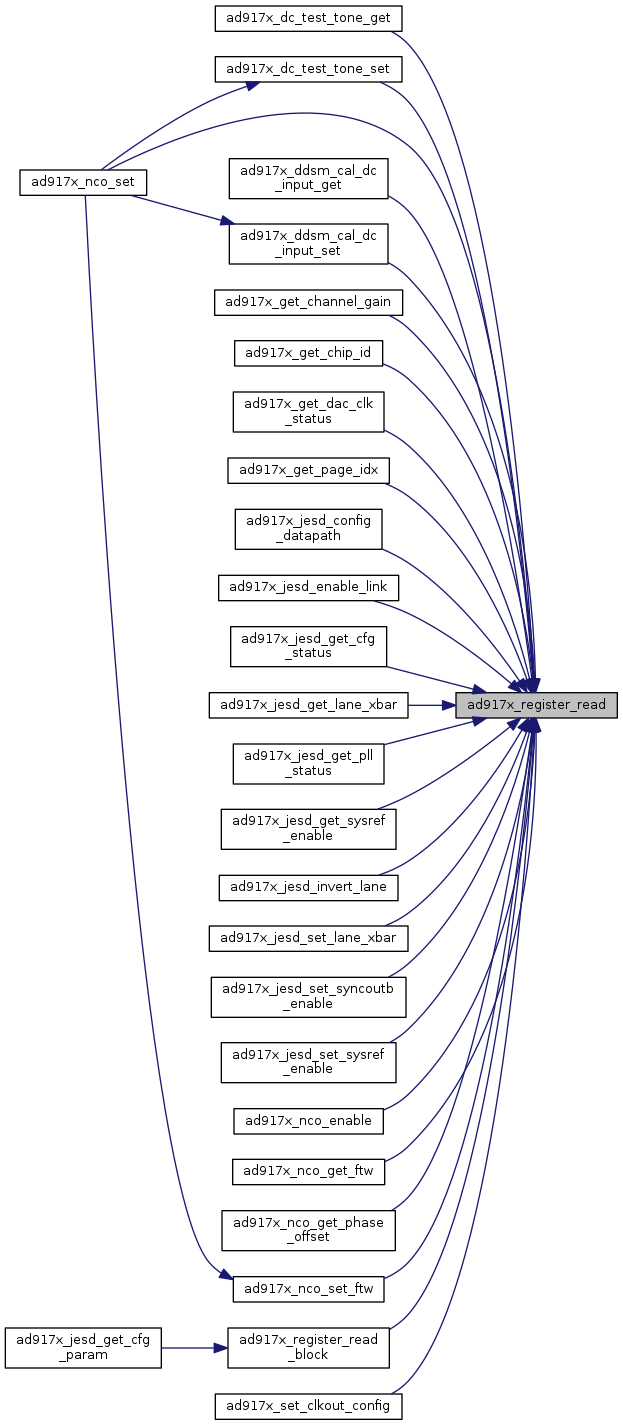 ad917x_dc_test_tone_get
ad917x_dc_test_tone_set
ad917x_nco_set
ad917x_ddsm_cal_dc
_input_get
ad917x_ddsm_cal_dc
_input_set
ad917x_get_channel_gain
ad917x_get_chip_id
ad917x_get_dac_clk
_status
ad917x_get_page_idx
ad917x_jesd_config
_datapath
ad917x_jesd_enable_link
ad917x_jesd_get_cfg
_status
ad917x_jesd_get_lane_xbar
ad917x_register_read
ad917x_jesd_get_pll
_status
ad917x_jesd_get_sysref
_enable
ad917x_jesd_invert_lane
ad917x_jesd_set_lane_xbar
ad917x_jesd_set_syncoutb
_enable
ad917x_jesd_set_sysref
_enable
ad917x_nco_enable
ad917x_nco_get_ftw
ad917x_nco_get_phase
_offset
ad917x_nco_set_ftw
ad917x_jesd_get_cfg
_param
ad917x_register_read
_block
ad917x_set_clkout_config